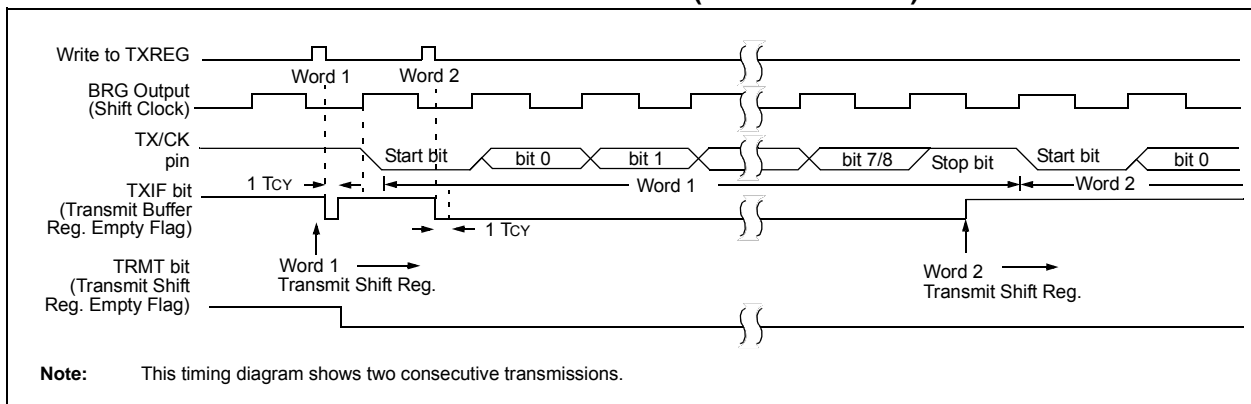 Write to TXREG
Word 1
Word 2
BRG Output
(Shift Clock)
TX/CK
pin
Start bit
bit 0
bit 1
bit 7/8
Stop bit
Start bit
bit 0
1 TCY
Word 1
Word 2
TXIF bit
(Transmit Buffer
Reg. Empty Flag)
1 TCY
Word 1
Transmit Shift Reg.
Word 2
Transmit Shift Reg.
TRMT bit
(Transmit Shift
Reg. Empty Flag)
Note: This timing diagram shows two consecutive transmissions.